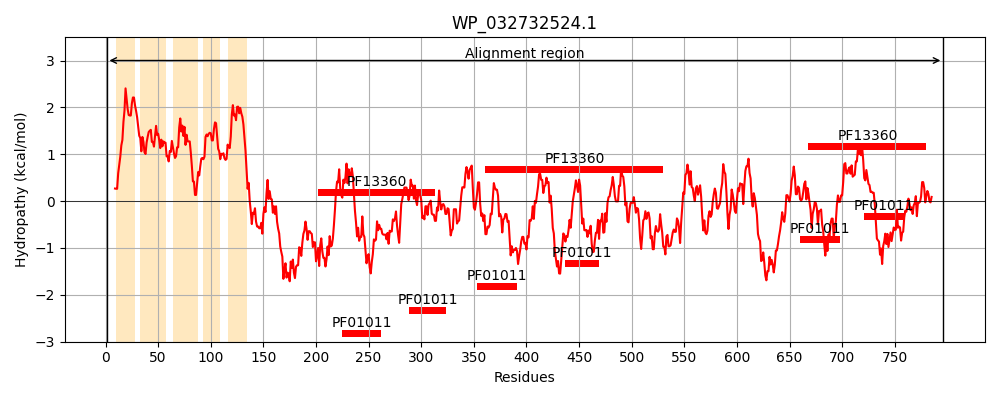 WP_032732524.1
Alignment region
PF13360
PF13360
PF13360
PF01011
PF01011
PF01011
PF01011
PF01011
PF01011
3
2
1
0
−1
−2
−3
Hydropathy (kcal/mol)
0 50 100 150 200 250 300 350 400 450 500 550 600 650 700 750
Residues